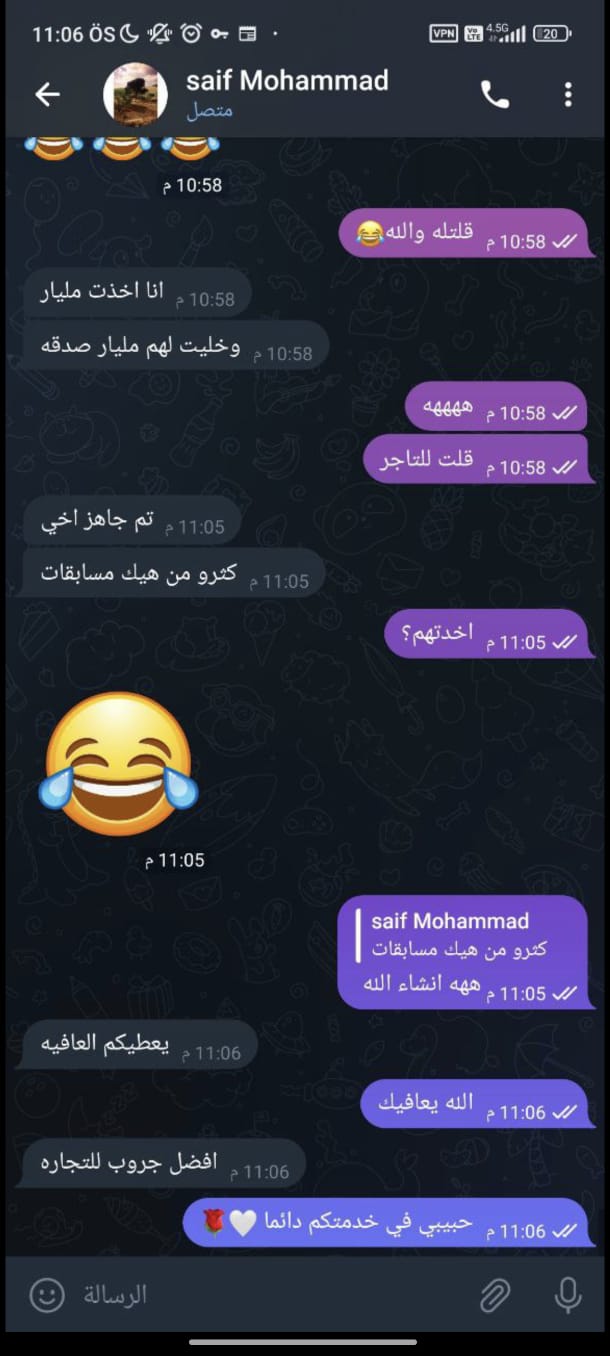 11:06 ÖS
VPN Vo LTE 4.5G 20
saif Mohammad
متصل
10:58 م
قلتله والله😂 10:58 م
انا اخذت مليار 10:58 م
وخليت لهم مليار صدقه 10:58 م
ههههه 10:58 م
قلت للتاجر 10:58 م
تم جاهز اخي 11:05 م
كثرو من هيك مسابقات 11:05 م
اخدتهم؟ 11:05 م
11:05 م
saif Mohammad
كثرو من هيك مسابقات
ههه انشاء الله 11:05 م
يعطيكم العافيه 11:06 م
الله يعافيك 11:06 م
افضل جروب للتجاره 11:06 م
حبيبي في خدمتكم دائما 🤍🌹 11:06 م
الرسالة